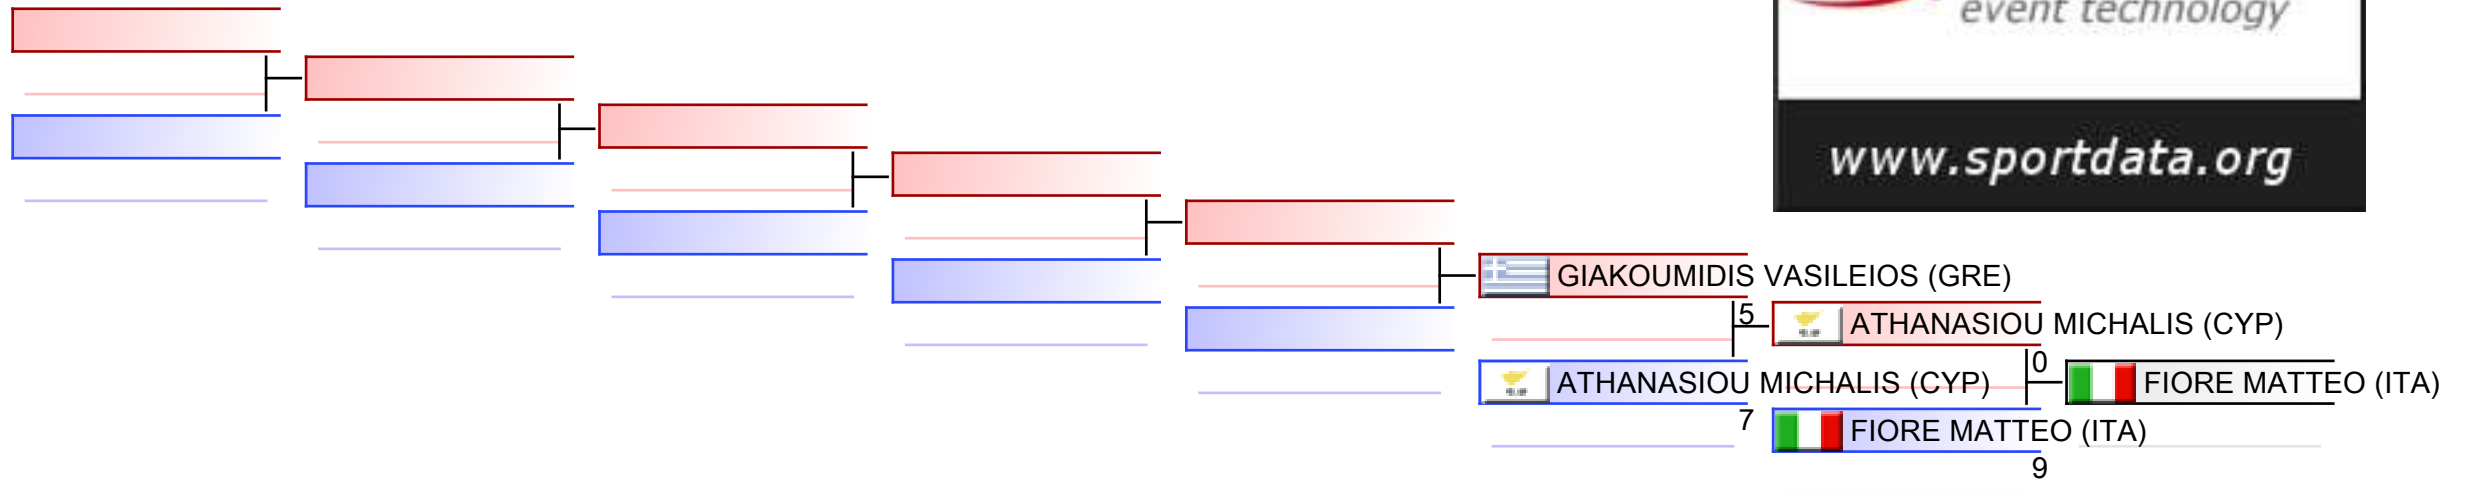 event technology
www.sportdata.org
GIAKOUMIDIS VASILEIOS (GRE)
5
ATHANASIOU MICHALIS (CYP)
0
ATHANASIOU MICHALIS (CYP)
FIORE MATTEO (ITA)
7
FIORE MATTEO (ITA)
9